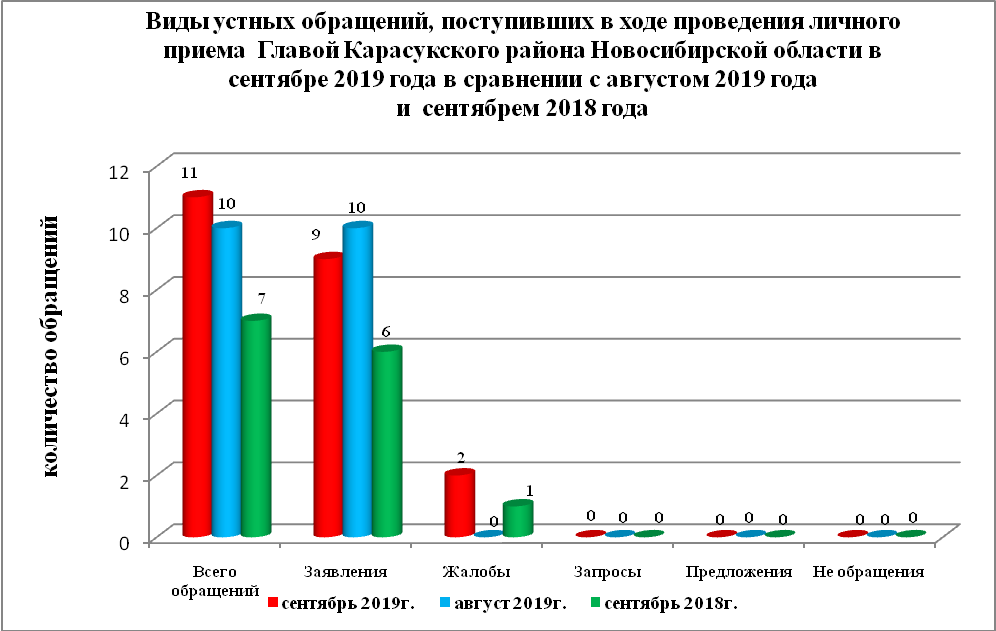 Виды устных обращений, поступивших в ходе проведения личного
приема Главой Карасукского района Новосибирской области в
сентябре 2019 года в сравнении с августом 2019 года
и сентябрем 2018 года
количество обращений
12
10
8
6
4
2
0
11
10
7
9
10
6
2
0
1
0
0
0
0
0
0
0
0
0
Всего
обращений
Заявления
Жалобы
Запросы
Предложения
Не обращения
сентябрь 2019г.
август 2019г.
сентябрь 2018г.